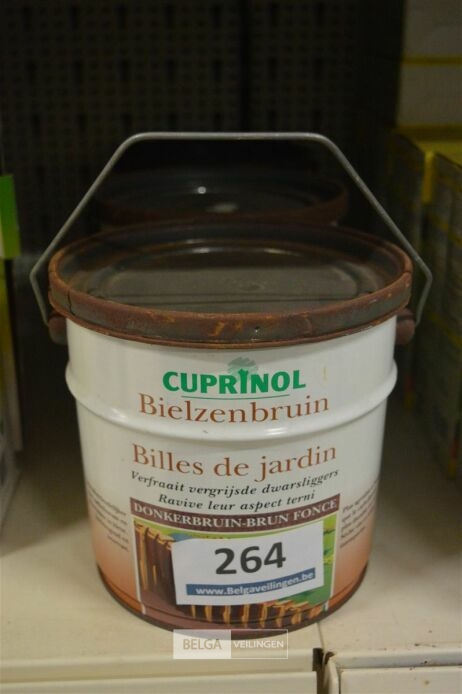 CUPRINOL
Bielzenbruin
Billes de jardin
Verfraait vergrijsde dwarsliggers
Ravive leur aspect terni
DONKERBRUIN-BRUN FONCE
264
www.Belgaveilingen.be
BELGA VEILINGEN